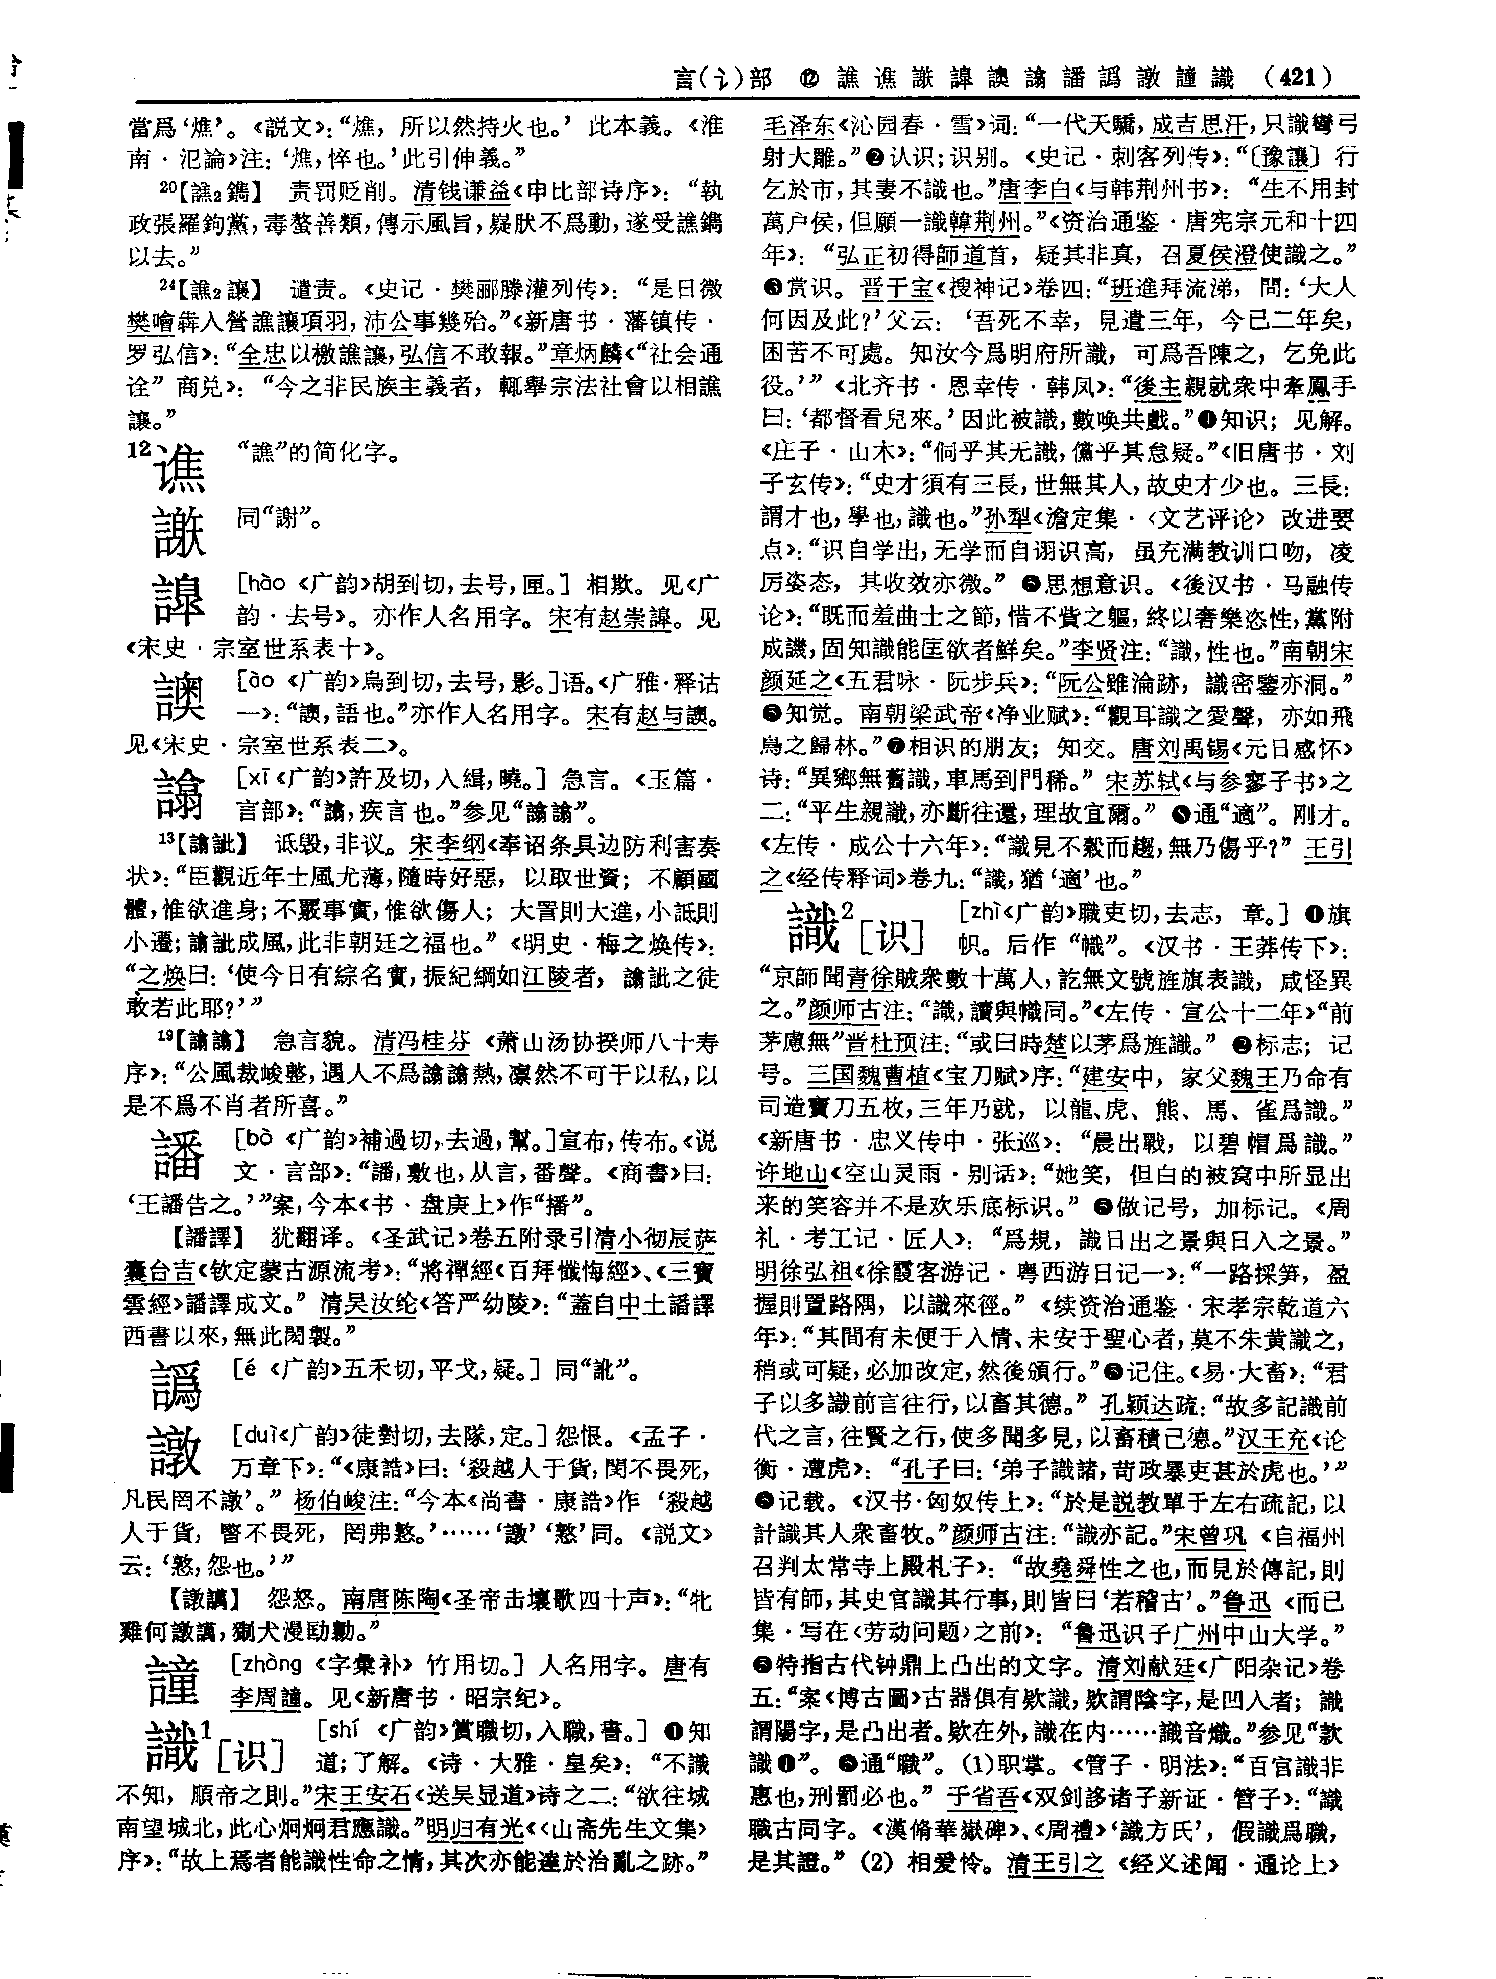 言(讠)部 ⑫ 譙谯䜅䜰譳譮譒譌譈䜝識 (421)
當爲‘燋’。《説文》：“燋，所以然持火也。’此本義。《淮
南·氾論》注：‘燋，悴也。’此引伸義。”
20【譙₂鐫】 责罚贬削。清钱谦益《申比部诗序》：“執
政張羅鉤黨，毒螫善類，傳示風旨，嶷肰不爲動，遂受譙鐫
以去。”
24【譙₂讓】 谴责。《史记·樊郦滕灌列传》：“是日微
樊噲犇入營譙讓項羽，沛公事幾殆。”《新唐书·藩镇传·
罗弘信》：“全忠以檄譙讓，弘信不敢報。”章炳麟《“社会通
诠”商兑》：“今之非民族主義者，輒舉宗法社會以相譙
讓。”
12谯 “譙”的简化字。
同“謝”。
[hào 《广韵》胡到切，去号，匣。] 相欺。见《广
韵·去号》。亦作人名用字。宋有赵崇。见
《宋史·宗室世系表十》。
[ào 《广韵》烏到切，去号，影。]语。《广雅·释诂
一》：“，語也。”亦作人名用字。宋有赵与。
见《宋史·宗室世系表二》。
譮 [xī《广韵》許及切，入緝，曉。] 急言。《玉篇·
言部》：“，疾言也。”参见“”。
13【訿】 诋毁，非议。宋李纲《奉诏条具边防利害奏
状》：“臣觀近年士風尤薄，隨時好惡，以取世資；不顧國
體，惟欲進身；不覈事實，惟欲傷人；大詈則大進，小詆則
小遷；訿成風，此非朝廷之福也。”《明史·梅之焕传》：
“之焕曰：‘使今日有綜名實，振紀綱如江陵者，訿之徒
敢若此耶？’”
19【】 急言貌。清冯桂芬《萧山汤协揆师八十寿
序》：“公風裁峻整，遇人不爲熱，凛然不可干以私，以
是不爲不肖者所喜。”
譒 [bò 《广韵》補過切，去過，幫。]宣布，传布。《说
文·言部》：“譒，敷也，从言，番聲。《商書》曰：
‘王譒告之。’”案，今本《书·盘庚上》作“播”。
【譒譯】 犹翻译。《圣武记》卷五附录引清小彻辰萨
囊台吉《钦定蒙古源流考》：“將禪經《百拜懺悔經》、《三寶
雲經》譒譯成文。”清吴汝纶《答严幼陵》：“蓋自中土譒譯
西書以來，無此閎製。”
譌 [é 《广韵》五禾切，平戈，疑。] 同“訛”。
譈 [duì《广韵》徒對切，去隊，定。] 怨恨。《孟子·
万章下》：“《康誥》曰：‘殺越人于貨，閔不畏死，
凡民罔不譈’。”杨伯峻注：“今本《尚書·康誥》作‘殺越
人于貨，暋不畏死，罔弗憝。’……‘譈’‘憝’同。《説文》
云：‘憝，怨也。’”
【譈】 怨怒。南唐陈陶《圣帝击壤歌四十声》：“牝
雞何譈，猘犬漫劻勷。”
[zhòng 《字彙补》竹用切。] 人名用字。唐有
李周。见《新唐书·昭宗纪》。
識1[识] [shí 《广韵》賞職切，入職，書。] ❶知
道；了解。《诗·大雅·皇矣》：“不識
不知，順帝之則。”宋王安石《送吴显道》诗之二：“欲往城
南望城北，此心炯炯君應識。”明归有光《〈山斋先生文集〉
序》：“故上焉者能識性命之情，其次亦能達於治亂之跡。”
毛泽东《沁园春·雪》词：“一代天驕，成吉思汗，只識彎弓
射大雕。”❷认识；识别。《史记·刺客列传》：“〔豫讓〕行
乞於市，其妻不識也。”唐李白《与韩荆州书》：“生不用封
萬户侯，但願一識韓荆州。”《资治通鉴·唐宪宗元和十四
年》：“弘正初得師道首，疑其非真，召夏侯澄使識之。”
❸赏识。晋干宝《搜神记》卷四：“班進拜流涕，問：‘大人
何因及此？’父云：‘吾死不幸，見遣三年，今已二年矣，
困苦不可處。知汝今爲明府所識，可爲吾陳之，乞免此
役。’”《北齐书·恩幸传·韩凤》：“後主親就衆中牽鳳手
曰：‘都督看兒來。’因此被識，數唤共戲。”❹知识；见解。
《庄子·山木》：“侗乎其无識，儻乎其怠疑。”《旧唐书·刘
子玄传》：“史才須有三長，世無其人，故史才少也。三長：
謂才也，學也，識也。”孙犁《澹定集·〈文艺评论〉改进要
点》：“识自学出，无学而自诩识高，虽充满教训口吻，凌
厉姿态，其收效亦微。”❺思想意识。《後汉书·马融传
论》：“既而羞曲士之節，惜不貲之軀，終以奢樂恣性，黨附
成譏，固知識能匡欲者鮮矣。”李贤注：“識，性也。”南朝宋
颜延之《五君咏·阮步兵》：“阮公雖淪跡，識密鑒亦洞。”
❻知觉。南朝梁武帝《净业赋》：“觀耳識之愛聲，亦如飛
鳥之歸林。”❼相识的朋友；知交。唐刘禹锡《元日感怀》
诗：“異鄉無舊識，車馬到門稀。”宋苏轼《与参寥子书》之
二：“平生親識，亦斷往還，理故宜爾。”❽通“適”。刚才。
《左传·成公十六年》：“識見不穀而趨，無乃傷乎？”王引
之《经传释词》卷九：“識，猶‘適’也。”
識2[识] [zhì《广韵》職吏切，去志，章。] ❶旗
帜。后作“幟”。《汉书·王莽传下》：
“京師聞青徐賊衆數十萬人，訖無文號旌旗表識，咸怪異
之。”颜师古注：“識，讀與幟同。”《左传·宣公十二年》“前
茅慮無”晋杜预注：“或曰時楚以茅爲旌識。”❷标志；记
号。三国魏曹植《宝刀赋》序：“建安中，家父魏王乃命有
司造寶刀五枚，三年乃就，以龍、虎、熊、馬、雀爲識。”
《新唐书·忠义传中·张巡》：“晨出戰，以碧帽爲識。”
许地山《空山灵雨·别话》：“她笑，但白的被窝中所显出
来的笑容并不是欢乐底标识。”❸做记号，加标记。《周
礼·考工记·匠人》：“爲規，識日出之景與日入之景。”
明徐弘祖《徐霞客游记·粤西游日记一》：“一路採笋，盈
握則置路隅，以識來徑。”《续资治通鉴·宋孝宗乾道六
年》：“其間有未便于人情、未安于聖心者，莫不朱黄識之，
稍或可疑，必加改定，然後頒行。”❹记住。《易·大畜》：“君
子以多識前言往行，以畜其德。”孔颖达疏：“故多記識前
代之言，往賢之行，使多聞多見，以畜積己德。”汉王充《论
衡·遭虎》：“孔子曰：‘弟子識諸，苛政暴吏甚於虎也。’”
❺记载。《汉书·匈奴传上》：“於是説教單于左右疏記，以
計識其人衆畜牧。”颜师古注：“識亦記。”宋曾巩《自福州
召判太常寺上殿札子》：“故堯舜性之也，而見於傳記，則
皆有師，其史官識其行事，則皆曰‘若稽古’。”鲁迅《而已
集·写在〈劳动问题〉之前》：“鲁迅识于广州中山大学。”
❻特指古代钟鼎上凸出的文字。清刘献廷《广阳杂记》卷
五：“案《博古圖》古器俱有欵識，欵謂陰字，是凹入者；識
謂陽字，是凸出者。欵在外，識在内……識音熾。”参见“款
識❶”。❼通“職”。(1)职掌。《管子·明法》：“百官識非
惠也，刑罰必也。”于省吾《双剑誃诸子新证·管子》：“識
職古同字。《漢脩華嶽碑》、《周禮》‘識方氏’，假識爲職，
是其證。”(2) 相爱怜。清王引之《经义述闻·通论上》